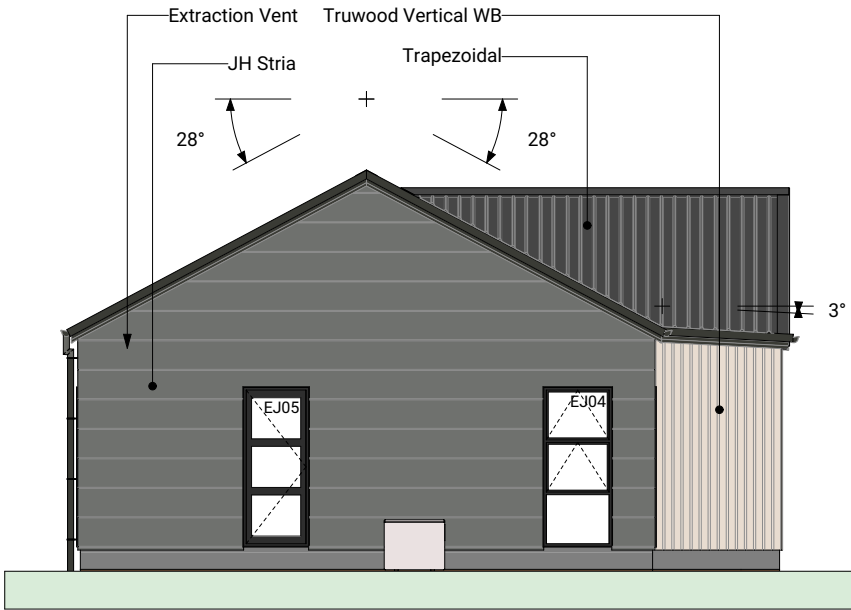 Extraction Vent
Truwood Vertical WB
JH Stria
Trapezoidal
28°
28°
3°
EJ05
EJ04